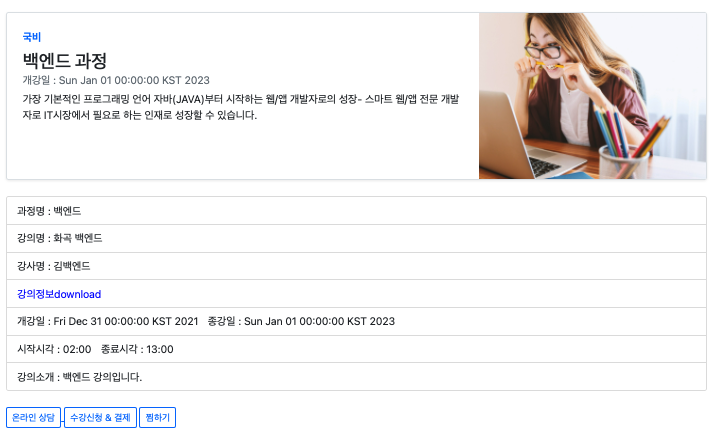 국비
백엔드 과정
개강일 : Sun Jan 01 00:00:00 KST 2023
가장 기본적인 프로그래밍 언어 자바(JAVA)부터 시작하는 웹/앱 개발자로의 성장- 스마트 웹/앱 전문 개발
자로 IT시장에서 필요로 하는 인재로 성장할 수 있습니다.
과정명 : 백엔드
강의명 : 화곡 백엔드
강사명 : 김백엔드
강의정보download
개강일 : Fri Dec 31 00:00:00 KST 2021 종강일 : Sun Jan 01 00:00:00 KST 2023
시작시각 : 02:00 종료시각 : 13:00
강의소개 : 백엔드 강의입니다.
온라인 상담 수강신청 & 결제 찜하기